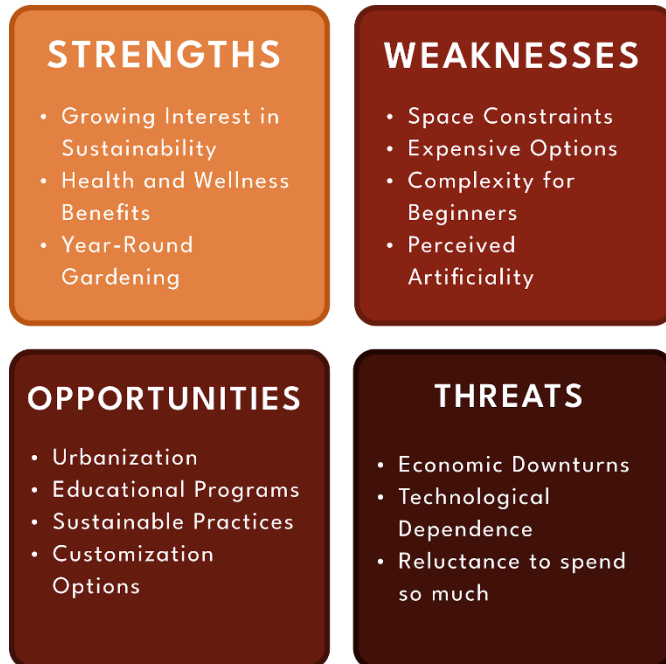 STRENGTHS
• Growing Interest in
Sustainability
• Health and Wellness
Benefits
• Year-Round
Gardening
WEAKNESSES
• Space Constraints
• Expensive Options
• Complexity for
Beginners
• Perceived
Artificiality
OPPORTUNITIES
• Urbanization
• Educational Programs
• Sustainable Practices
• Customization
Options
THREATS
• Economic Downturns
• Technological
Dependence
• Reluctance to spend
so much